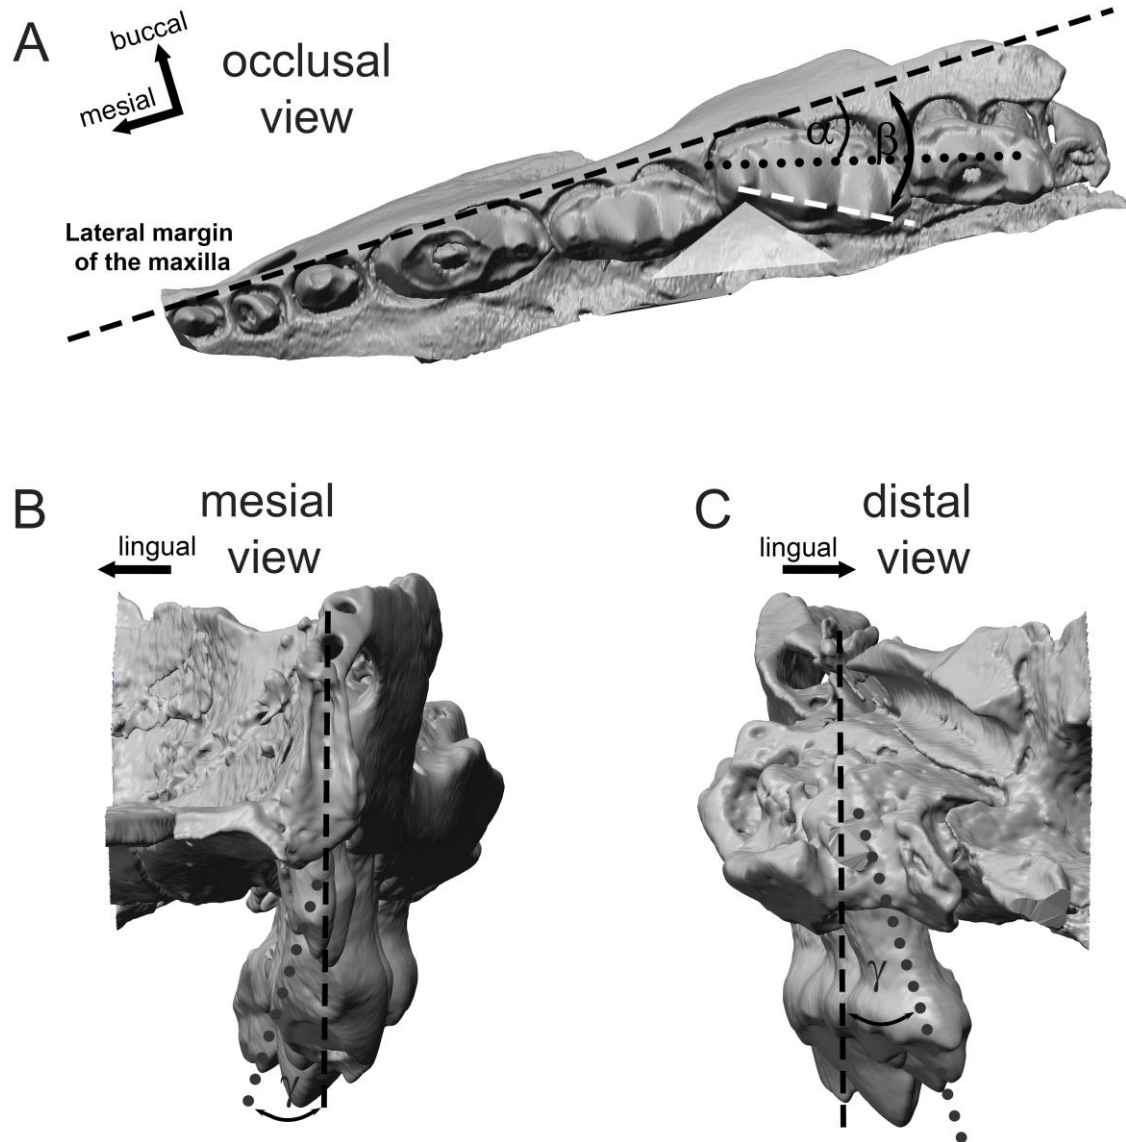 A
buccal
mesial
occlusal
view
α
β
Lateral margin
of the maxilla
B
mesial
view
lingual
γ
C
distal
view
lingual
γ